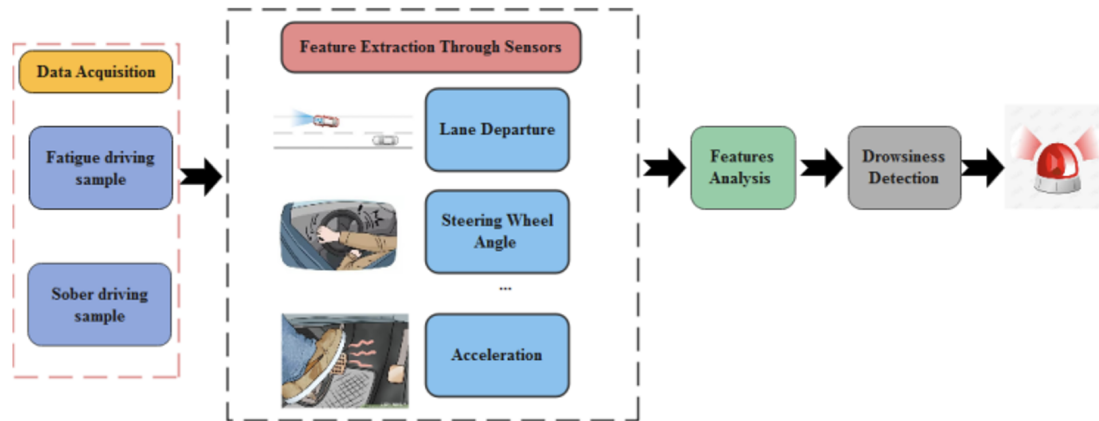 Data Acquisition
Fatigue driving
sample
Sober driving
sample
Feature Extraction Through Sensors
Lane Departure
Steering Wheel
Angle
...
Acceleration
Features
Analysis
Drowsiness
Detection